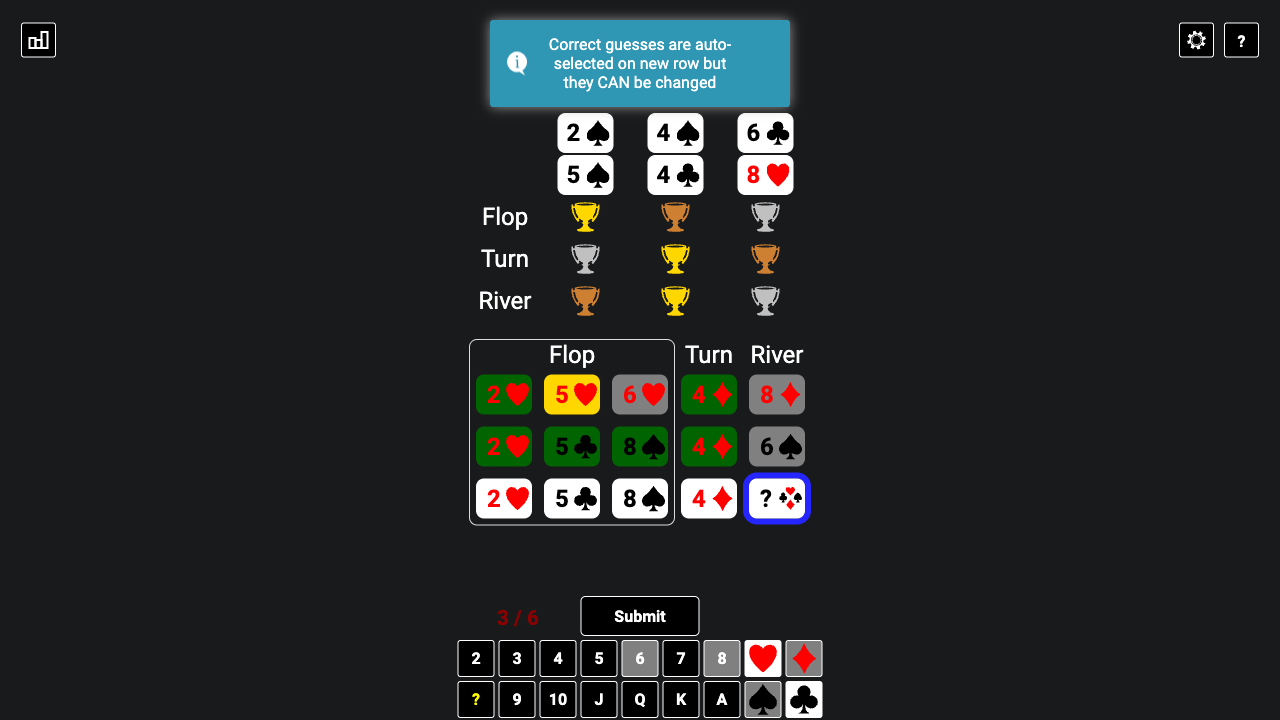 Correct guesses are auto-
selected on new row but
they CAN be changed
?
2 4 6
5 4 8
Flop
Turn
River
Flop Turn River
2 5 6 4 8
2 5 8 4 6
2 5 8 4 ?
3 / 6 Submit
2 3 4 5 6 7 8
? 9 10 J Q K A